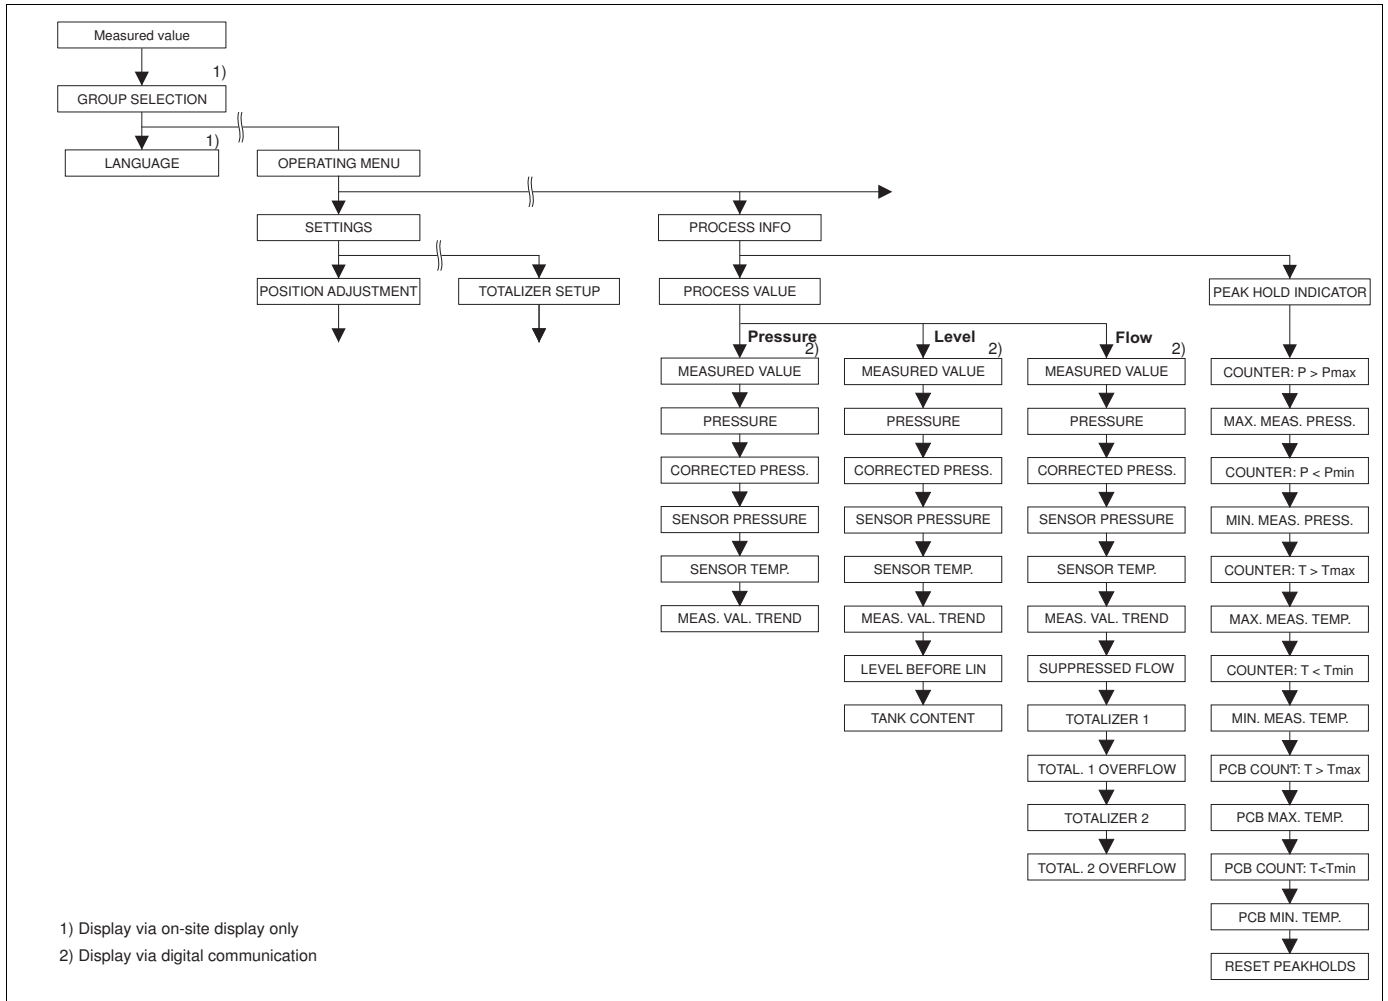 Measured value
1)
GROUP SELECTION
1)
LANGUAGE
OPERATING MENU
SETTINGS
PROCESS INFO
POSITION ADJUSTMENT
TOTALIZER SETUP
PROCESS VALUE
PEAK HOLD INDICATOR
Pressure
2)
MEASURED VALUE
PRESSURE
CORRECTED PRESS.
SENSOR PRESSURE
SENSOR TEMP.
MEAS. VAL. TREND
Level
2)
MEASURED VALUE
PRESSURE
CORRECTED PRESS.
SENSOR PRESSURE
SENSOR TEMP.
MEAS. VAL. TREND
LEVEL BEFORE LIN
TANK CONTENT
Flow
2)
MEASURED VALUE
PRESSURE
CORRECTED PRESS.
SENSOR PRESSURE
SENSOR TEMP.
MEAS. VAL. TREND
SUPPRESSED FLOW
TOTALIZER 1
TOTAL. 1 OVERFLOW
TOTALIZER 2
TOTAL. 2 OVERFLOW
COUNTER: P > Pmax
MAX. MEAS. PRESS.
COUNTER: P < Pmin
MIN. MEAS. PRESS.
COUNTER: T > Tmax
MAX. MEAS. TEMP.
COUNTER: T < Tmin
MIN. MEAS. TEMP.
PCB COUNT: T > Tmax
PCB MAX. TEMP.
PCB COUNT: T<Tmin
PCB MIN. TEMP.
RESET PEAKHOLDS
1) Display via on-site display only
2) Display via digital communication